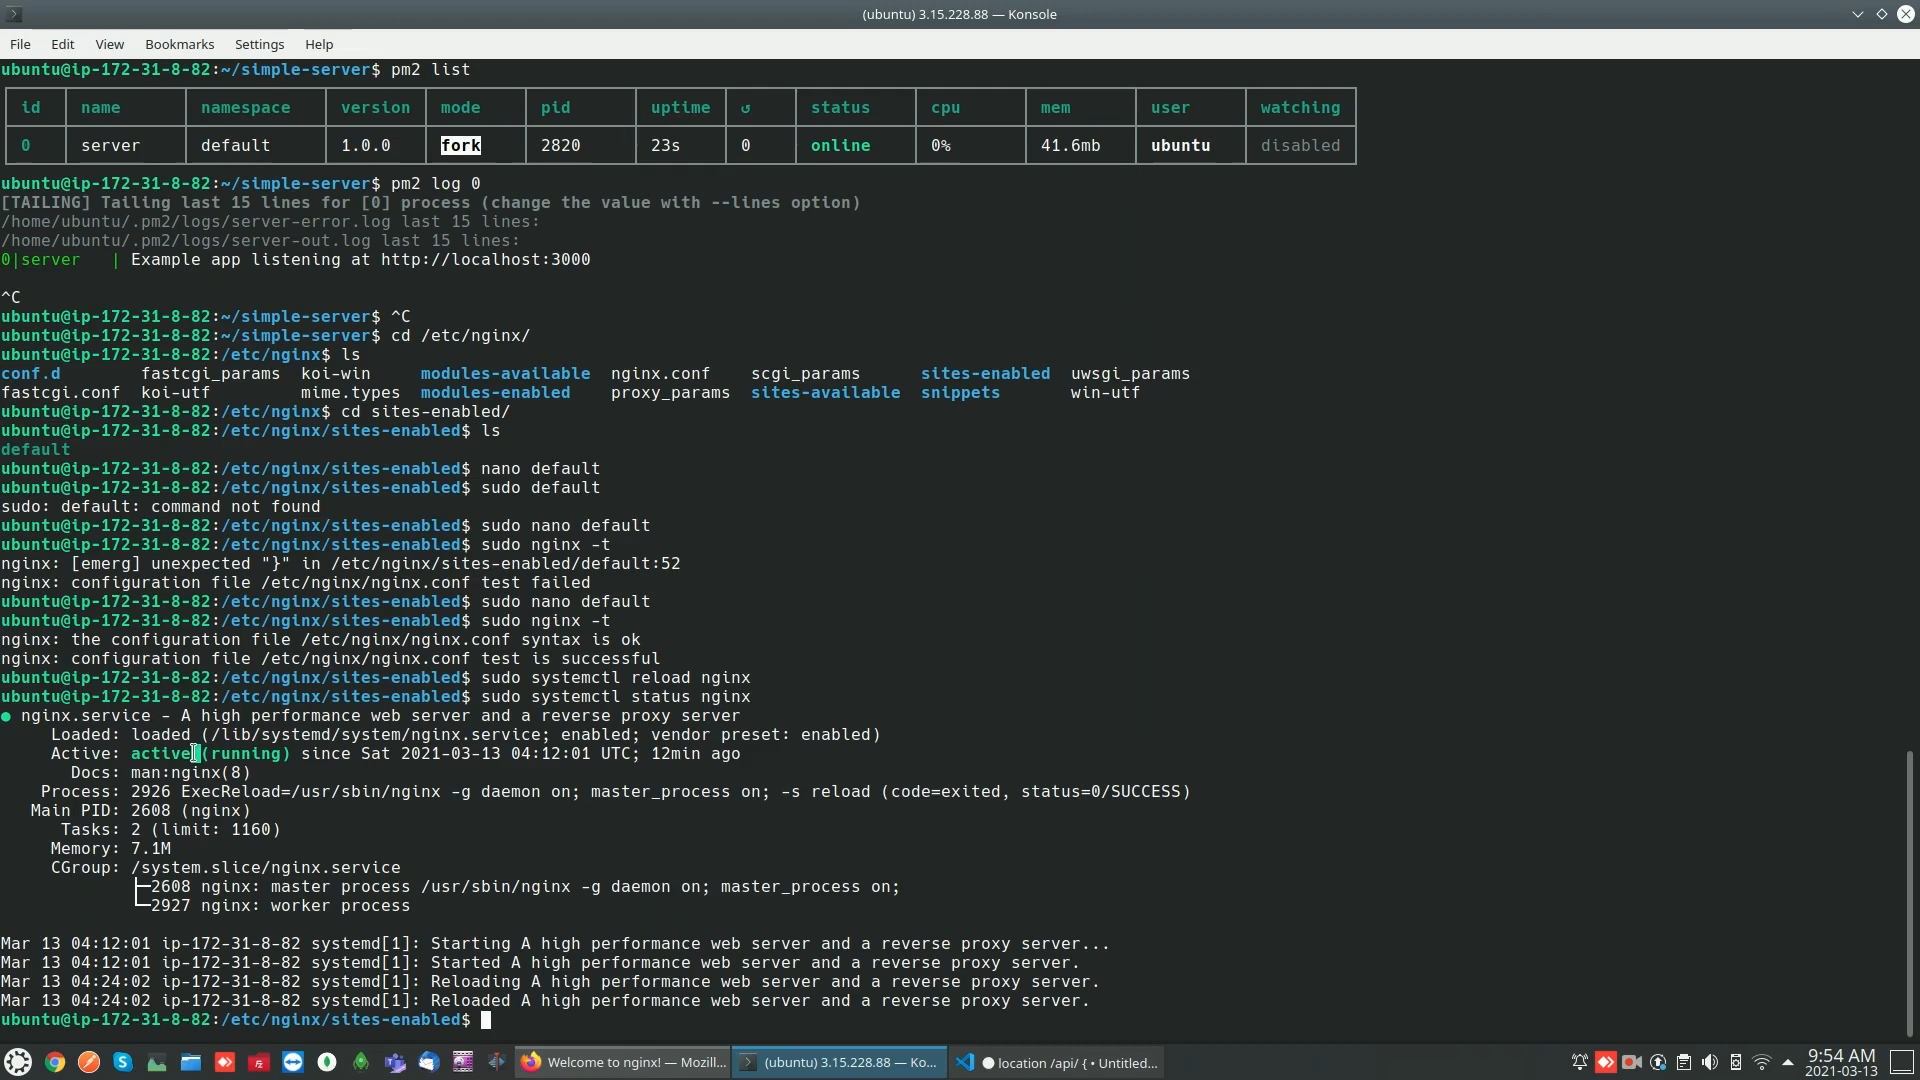 (ubuntu) 3.15.228.88 — Konsole
File Edit View Bookmarks Settings Help
ubuntu@ip-172-31-8-82:~/simple-server$ pm2 list
id name namespace version mode pid uptime ↺ status cpu mem user watching
0 server default 1.0.0 fork 2820 23s 0 online 0% 41.6mb ubuntu disabled
ubuntu@ip-172-31-8-82:~/simple-server$ pm2 log 0
[TAILING] Tailing last 15 lines for [0] process (change the value with --lines option)
/home/ubuntu/.pm2/logs/server-error.log last 15 lines:
/home/ubuntu/.pm2/logs/server-out.log last 15 lines:
0|server   | Example app listening at http://localhost:3000
^C
ubuntu@ip-172-31-8-82:~/simple-server$ ^C
ubuntu@ip-172-31-8-82:~/simple-server$ cd /etc/nginx/
ubuntu@ip-172-31-8-82:/etc/nginx$ ls
conf.d fastcgi_params koi-win modules-available nginx.conf scgi_params sites-enabled uwsgi_params
fastcgi.conf koi-utf mime.types modules-enabled proxy_params sites-available snippets win-utf
ubuntu@ip-172-31-8-82:/etc/nginx$ cd sites-enabled/
ubuntu@ip-172-31-8-82:/etc/nginx/sites-enabled$ ls
default
ubuntu@ip-172-31-8-82:/etc/nginx/sites-enabled$ nano default
ubuntu@ip-172-31-8-82:/etc/nginx/sites-enabled$ sudo default
sudo: default: command not found
ubuntu@ip-172-31-8-82:/etc/nginx/sites-enabled$ sudo nano default
ubuntu@ip-172-31-8-82:/etc/nginx/sites-enabled$ sudo nginx -t
nginx: [emerg] unexpected "}" in /etc/nginx/sites-enabled/default:52
nginx: configuration file /etc/nginx/nginx.conf test failed
ubuntu@ip-172-31-8-82:/etc/nginx/sites-enabled$ sudo nano default
ubuntu@ip-172-31-8-82:/etc/nginx/sites-enabled$ sudo nginx -t
nginx: the configuration file /etc/nginx/nginx.conf syntax is ok
nginx: configuration file /etc/nginx/nginx.conf test is successful
ubuntu@ip-172-31-8-82:/etc/nginx/sites-enabled$ sudo systemctl reload nginx
ubuntu@ip-172-31-8-82:/etc/nginx/sites-enabled$ sudo systemctl status nginx
● nginx.service - A high performance web server and a reverse proxy server
Loaded: loaded (/lib/systemd/system/nginx.service; enabled; vendor preset: enabled)
Active: active (running) since Sat 2021-03-13 04:12:01 UTC; 12min ago
Docs: man:nginx(8)
Process: 2926 ExecReload=/usr/sbin/nginx -g daemon on; master_process on; -s reload (code=exited, status=0/SUCCESS)
Main PID: 2608 (nginx)
Tasks: 2 (limit: 1160)
Memory: 7.1M
CGroup: /system.slice/nginx.service
├─2608 nginx: master process /usr/sbin/nginx -g daemon on; master_process on;
└─2927 nginx: worker process
Mar 13 04:12:01 ip-172-31-8-82 systemd[1]: Starting A high performance web server and a reverse proxy server...
Mar 13 04:12:01 ip-172-31-8-82 systemd[1]: Started A high performance web server and a reverse proxy server.
Mar 13 04:24:02 ip-172-31-8-82 systemd[1]: Reloading A high performance web server and a reverse proxy server.
Mar 13 04:24:02 ip-172-31-8-82 systemd[1]: Reloaded A high performance web server and a reverse proxy server.
ubuntu@ip-172-31-8-82:/etc/nginx/sites-enabled$
Welcome to nginx! — Mozill... (ubuntu) 3.15.228.88 — Ko... ● location /api/ { • Untitled... 9:54 AM
2021-03-13